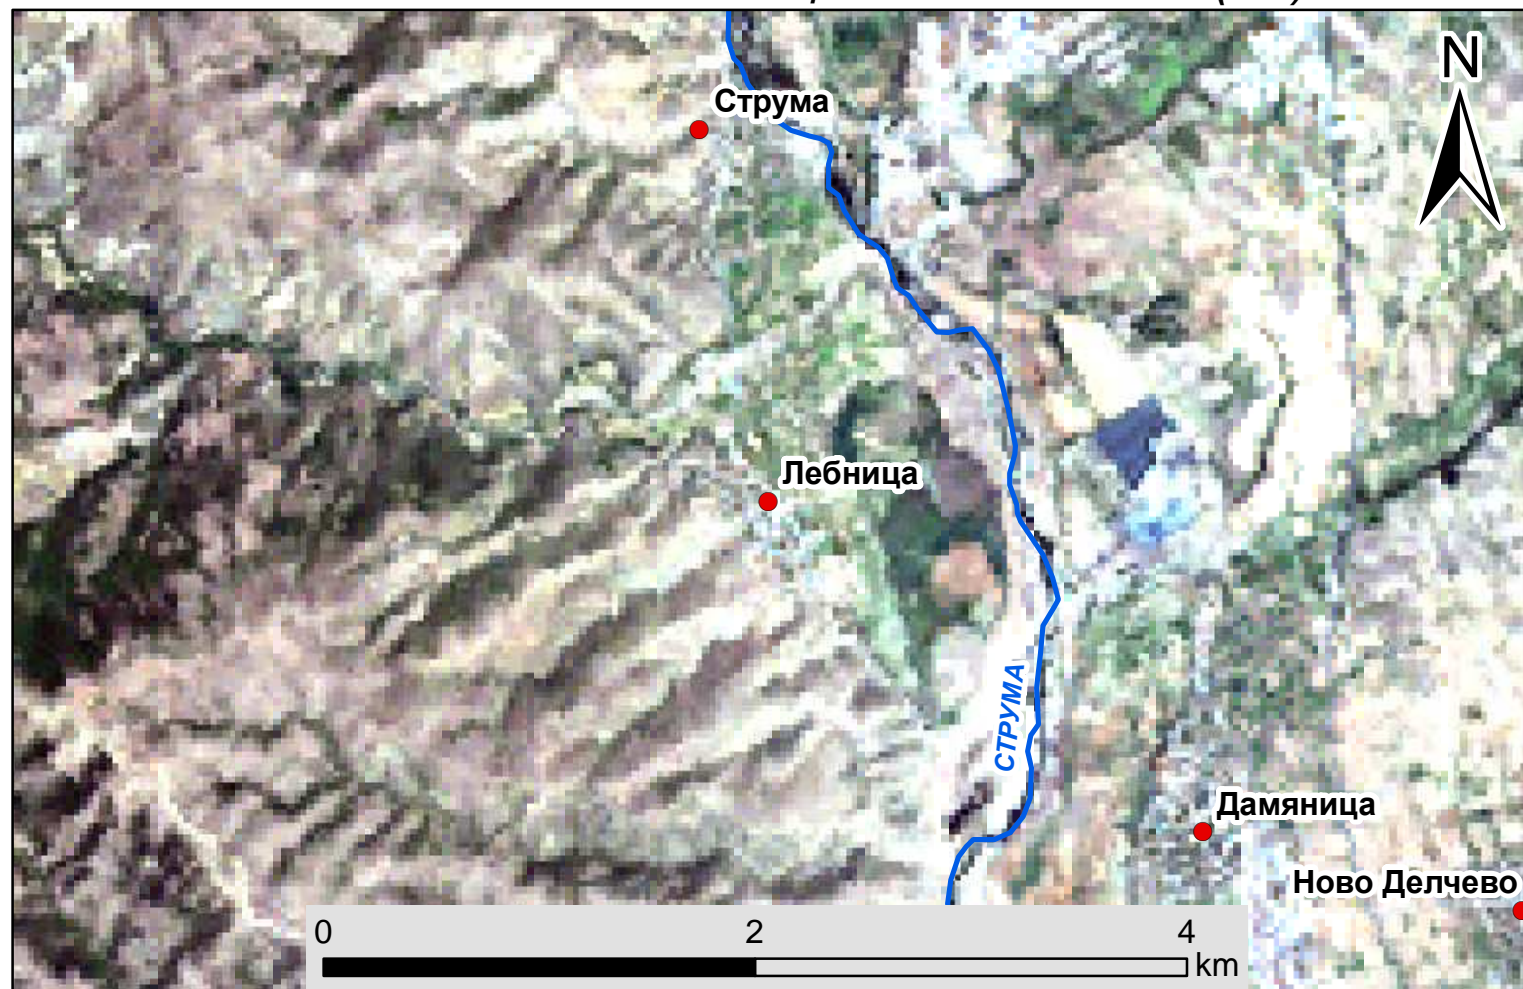 N
Струма
Лебница
СТРУМА
Дамяница
Ново Делчево
0 2 4
km